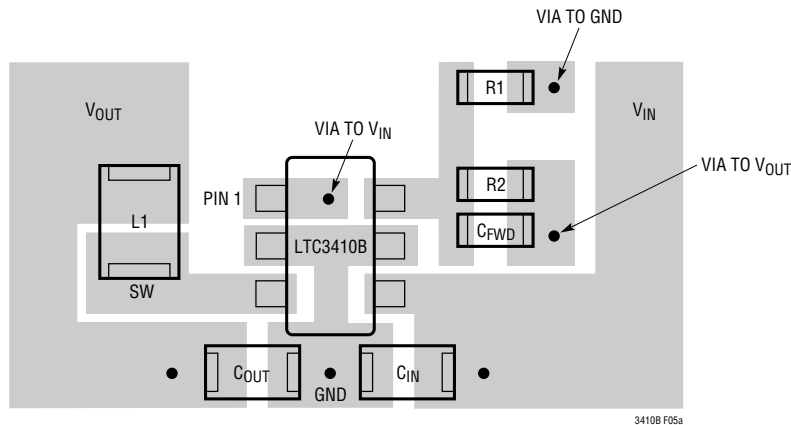 VIA TO GND
R1
VOUT
VIN
VIA TO VIN
VIA TO VOUT
PIN 1
R2
L1
LTC3410B
CFWD
SW
COUT
CIN
GND
3410B F05a